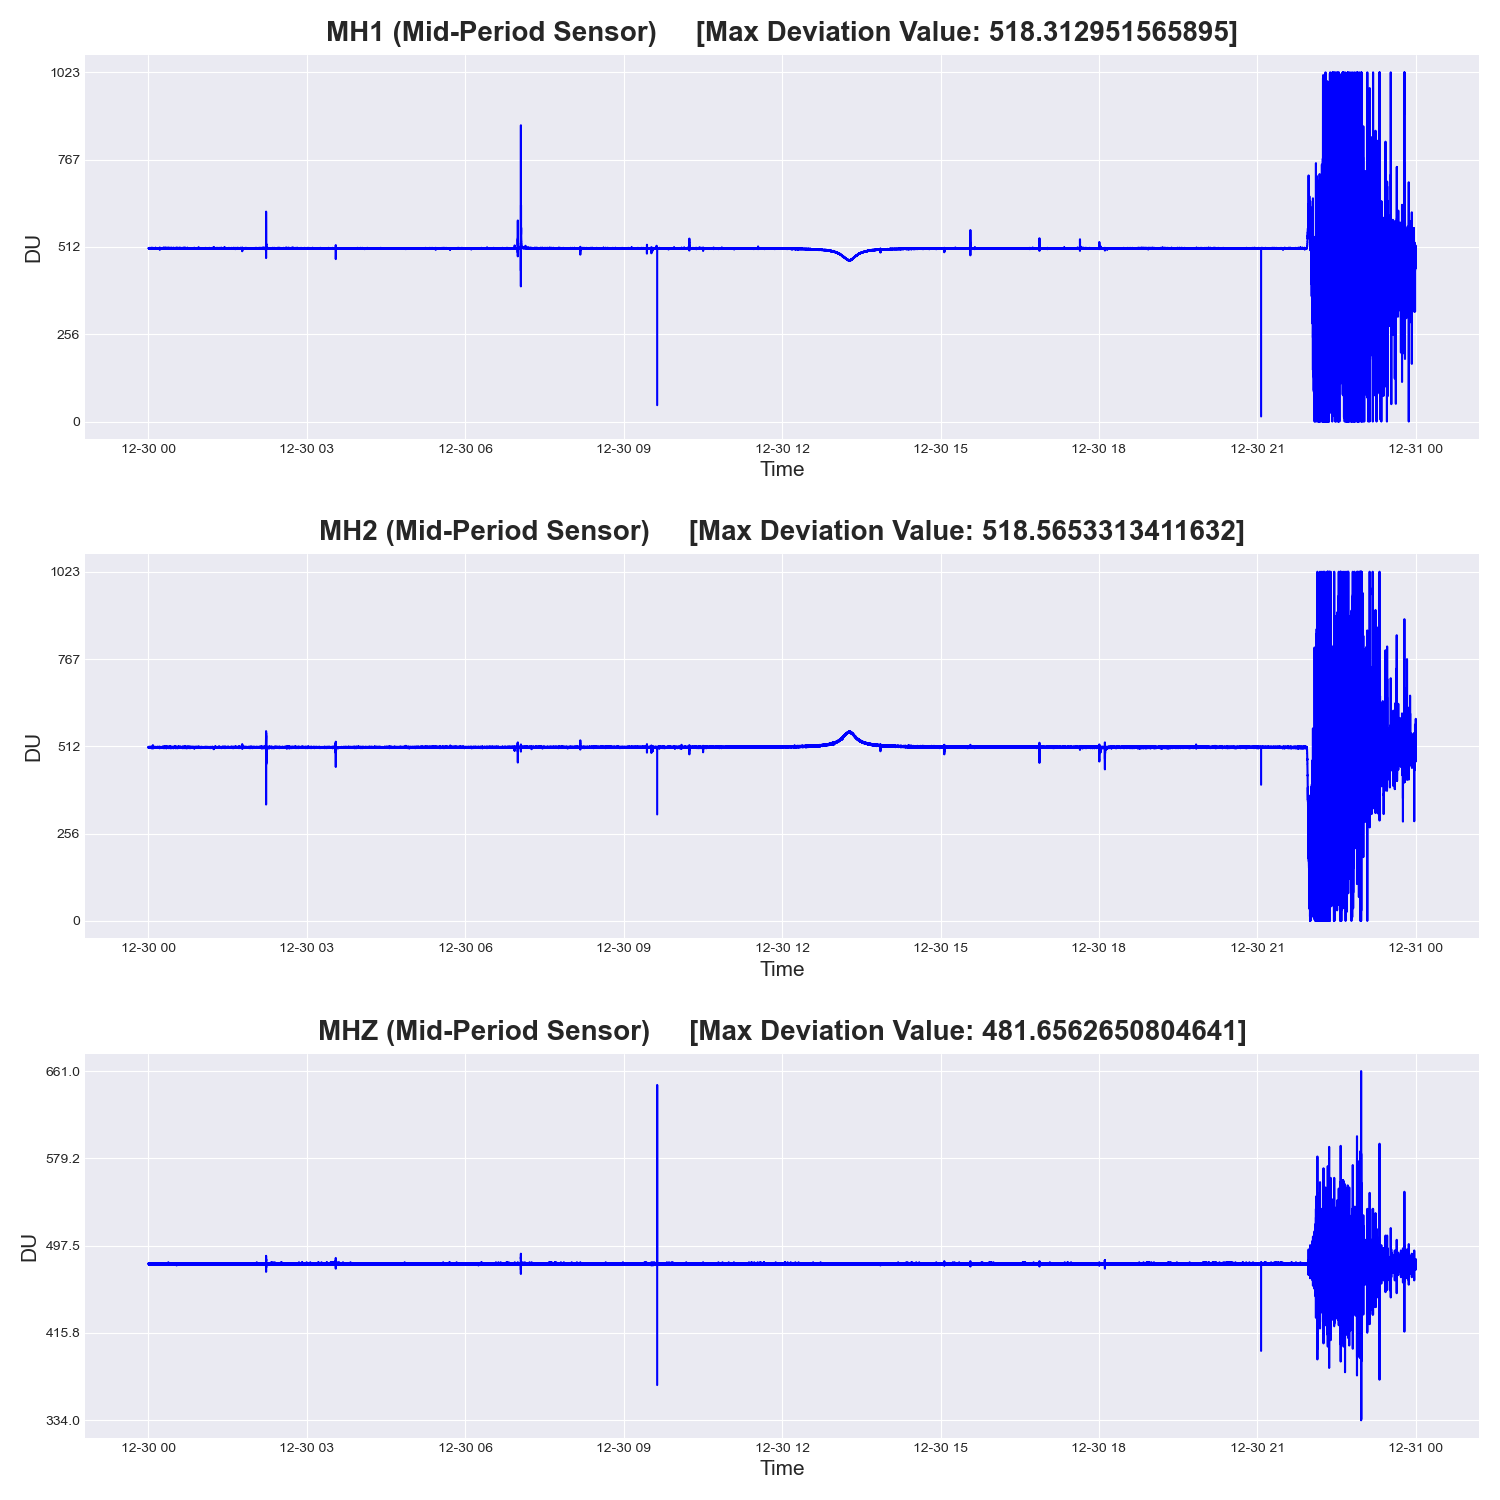 MH1 (Mid-Period Sensor) [Max Deviation Value: 518.312951565895]
1023
767
512
256
0
DU
12-30 00 12-30 03 12-30 06 12-30 09 12-30 12 12-30 15 12-30 18 12-30 21 12-31 00
Time
MH2 (Mid-Period Sensor) [Max Deviation Value: 518.5653313411632]
1023
767
512
256
0
DU
12-30 00 12-30 03 12-30 06 12-30 09 12-30 12 12-30 15 12-30 18 12-30 21 12-31 00
Time
MHZ (Mid-Period Sensor) [Max Deviation Value: 481.6562650804641]
661.0
579.2
497.5
415.8
334.0
DU
12-30 00 12-30 03 12-30 06 12-30 09 12-30 12 12-30 15 12-30 18 12-30 21 12-31 00
Time